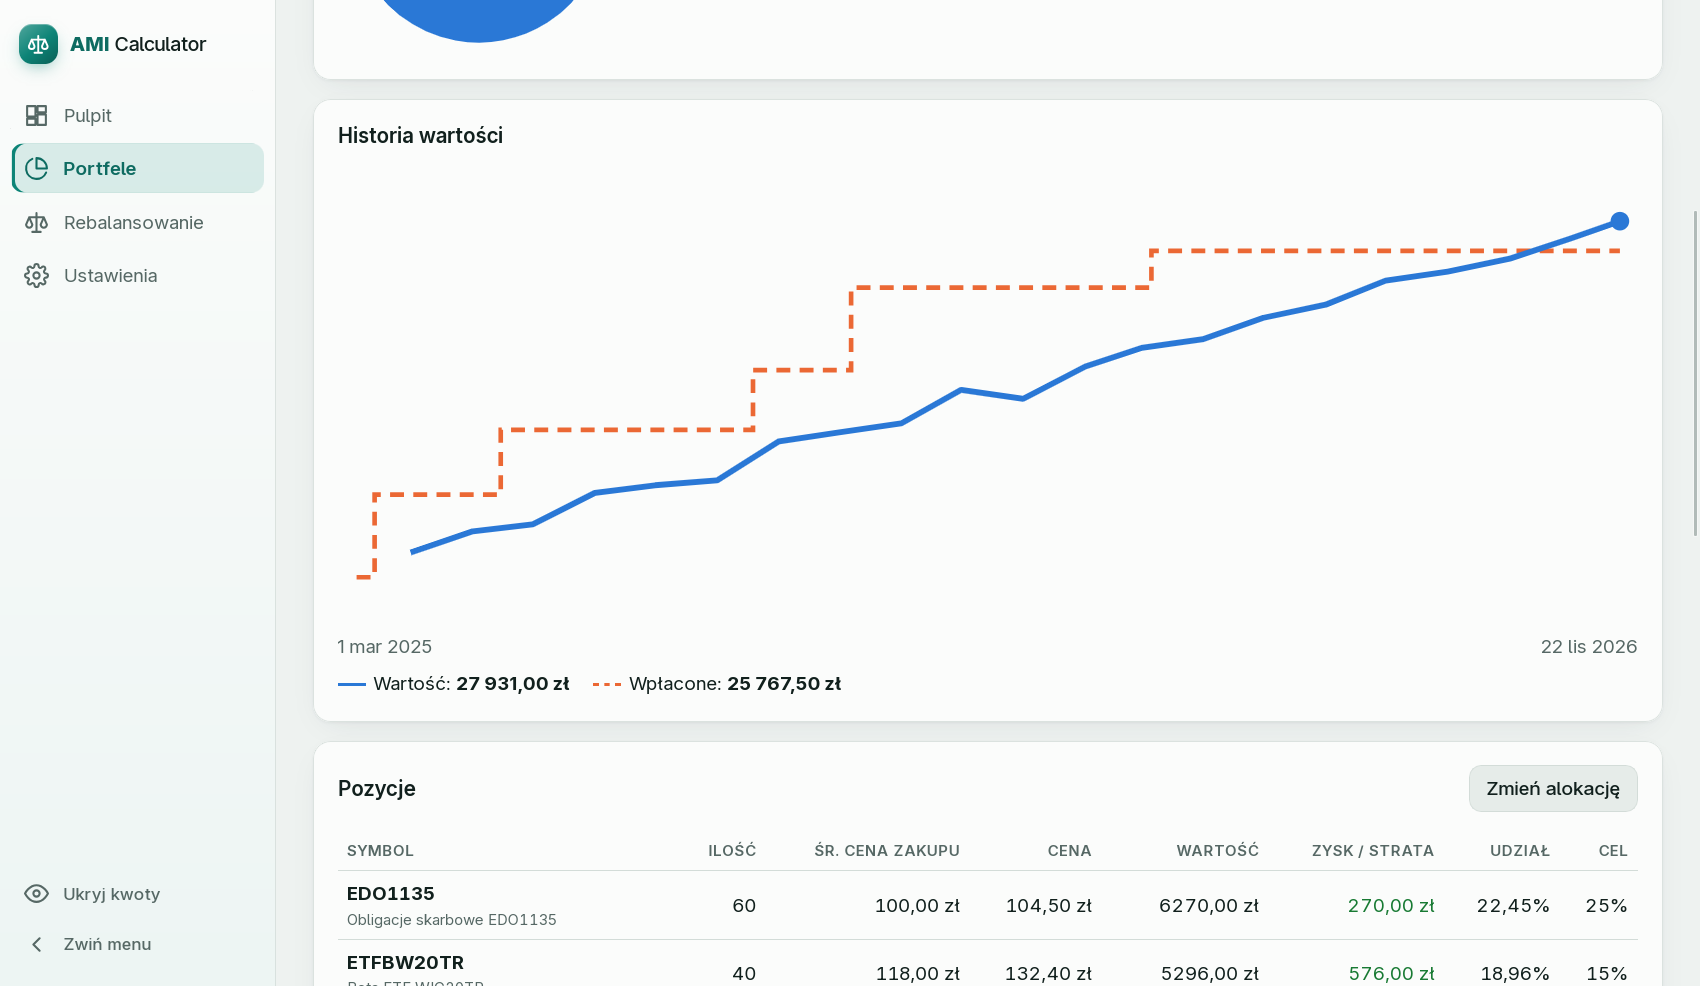 AMI Calculator
Pulpit
Portfele
Rebalansowanie
Ustawienia
Ukryj kwoty
Zwiń menu
Historia wartości
1 mar 2025
22 lis 2026
Wartość: 27 931,00 zł
Wpłacone: 25 767,50 zł
Pozycje
Zmień alokację
SYMBOL ILOŚĆ ŚR. CENA ZAKUPU CENA WARTOŚĆ ZYSK / STRATA UDZIAŁ CEL
EDO1135 60 100,00 zł 104,50 zł 6270,00 zł 270,00 zł 22,45% 25%
Obligacje skarbowe EDO1135
ETFBW20TR 40 118,00 zł 132,40 zł 5296,00 zł 576,00 zł 18,96% 15%
Beta ETF WIG20TR